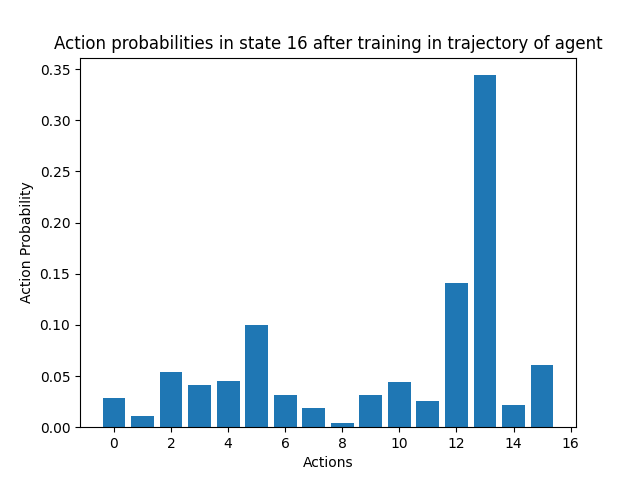 Action probabilities in state 16 after training in trajectory of agent
0.35
0.30
0.25
0.20
0.15
0.10
0.05
0.00
Action Probability
0 2 4 6 8 10 12 14 16
Actions